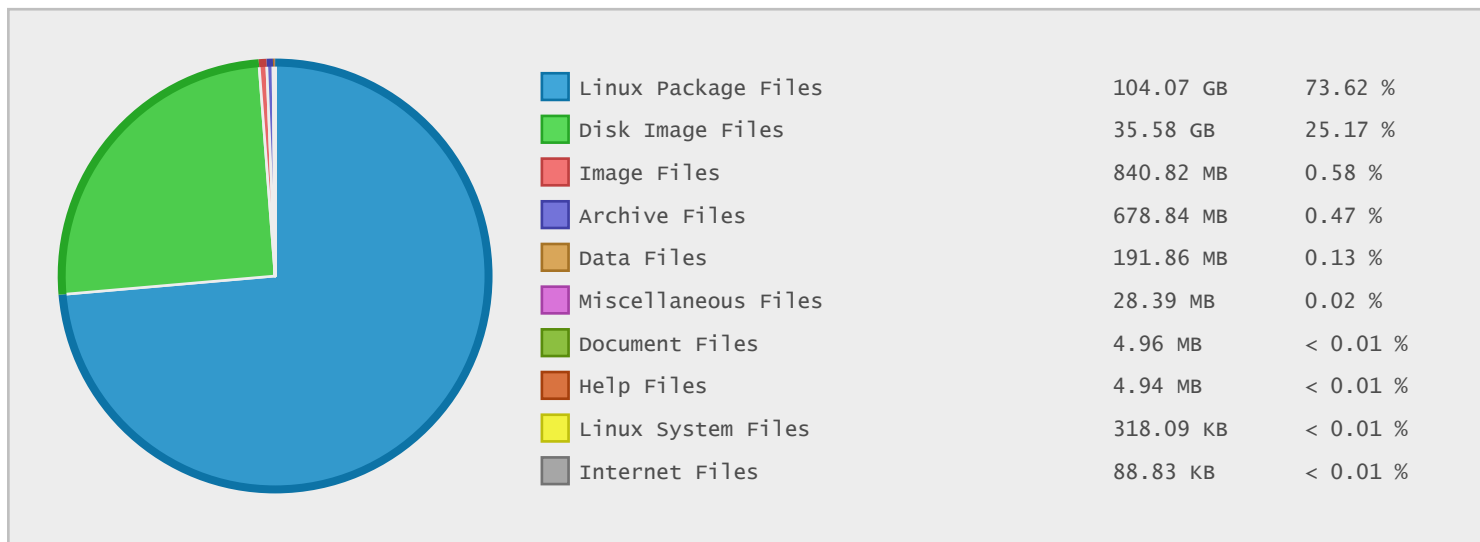 Linux Package Files 104.07 GB 73.62 %
Disk Image Files 35.58 GB 25.17 %
Image Files 840.82 MB 0.58 %
Archive Files 678.84 MB 0.47 %
Data Files 191.86 MB 0.13 %
Miscellaneous Files 28.39 MB 0.02 %
Document Files 4.96 MB < 0.01 %
Help Files 4.94 MB < 0.01 %
Linux System Files 318.09 KB < 0.01 %
Internet Files 88.83 KB < 0.01 %